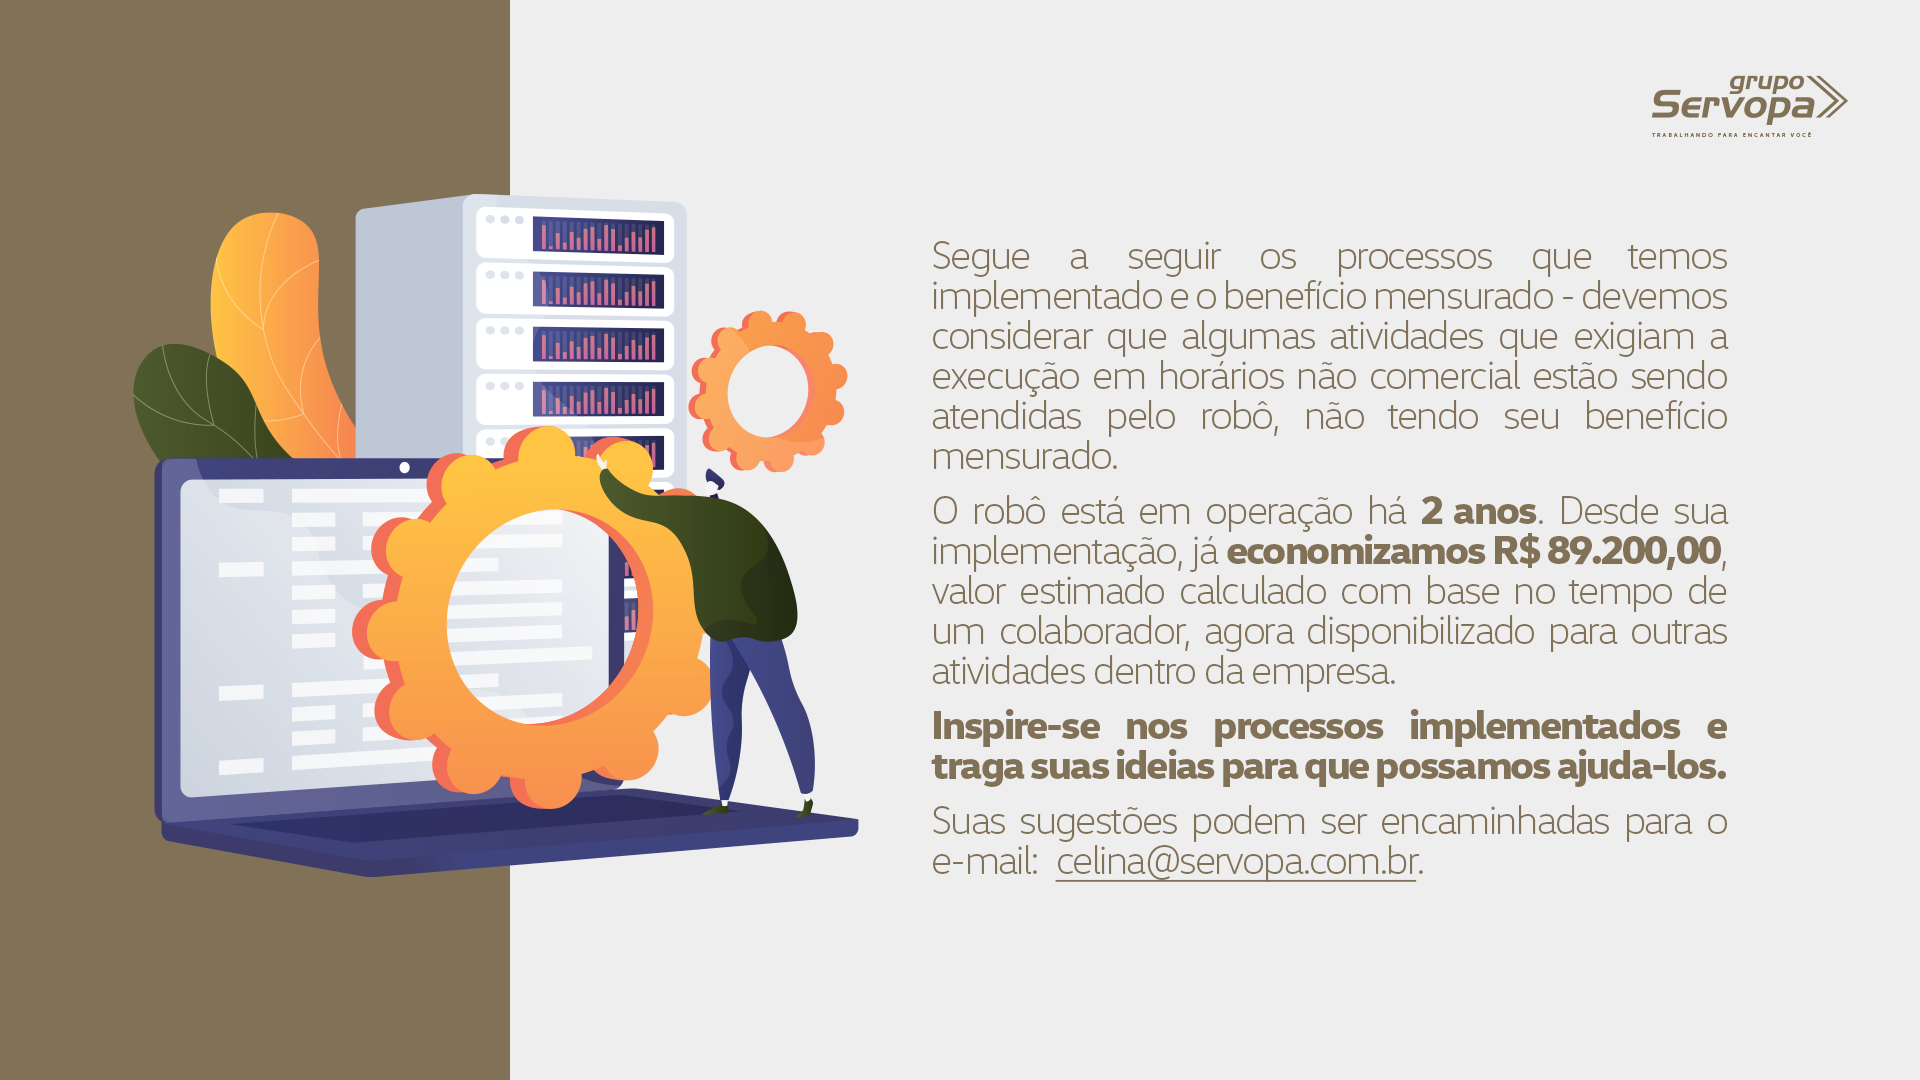 grupo
Servopa
TRABALHANDO PARA ENCANTAR VOCÊ
Segue a seguir os processos que temos
implementado e o benefício mensurado - devemos
considerar que algumas atividades que exigiam a
execução em horários não comercial estão sendo
atendidas pelo robô, não tendo seu benefício
mensurado.
O robô está em operação há 2 anos. Desde sua
implementação, já economizamos R$ 89.200,00,
valor estimado calculado com base no tempo de
um colaborador, agora disponibilizado para outras
atividades dentro da empresa.
Inspire-se nos processos implementados e
traga suas ideias para que possamos ajuda-los.
Suas sugestões podem ser encaminhadas para o
e-mail: celina@servopa.com.br.